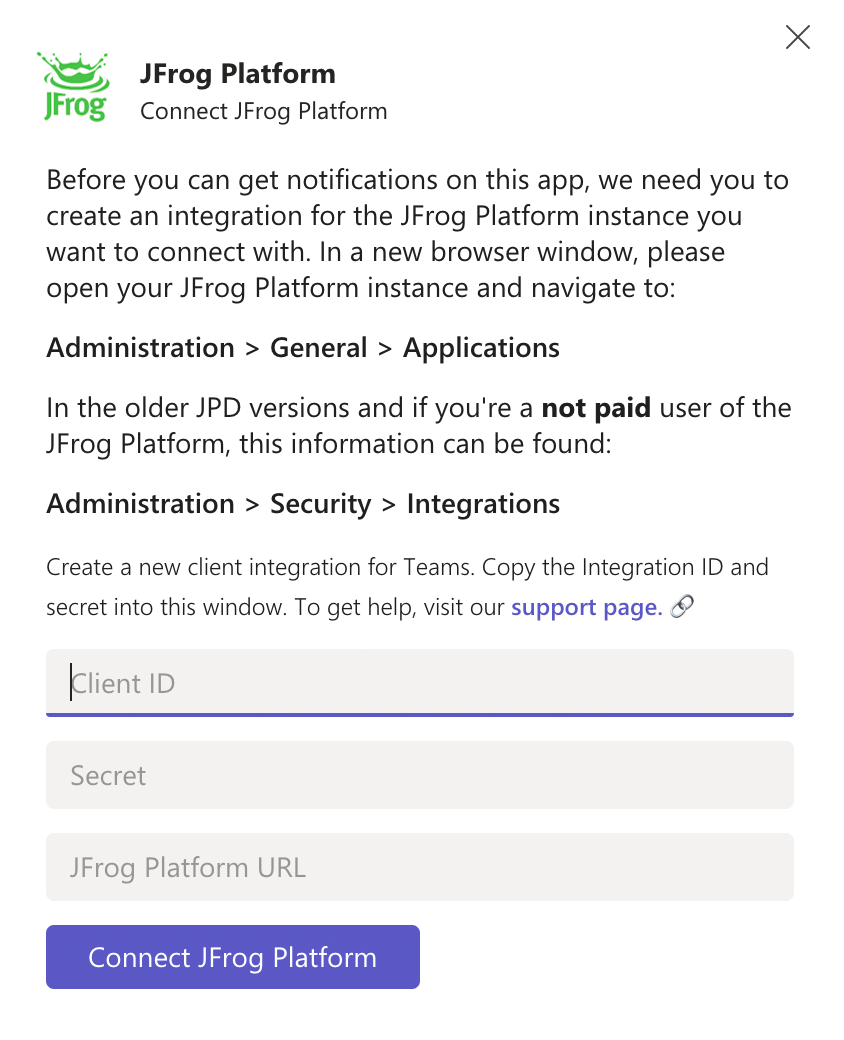 JFrog
JFrog Platform
Connect JFrog Platform
Before you can get notifications on this app, we need you to
create an integration for the JFrog Platform instance you
want to connect with. In a new browser window, please
open your JFrog Platform instance and navigate to:
Administration > General > Applications
In the older JPD versions and if you're a not paid user of the
JFrog Platform, this information can be found:
Administration > Security > Integrations
Create a new client integration for Teams. Copy the Integration ID and
secret into this window. To get help, visit our support page. 🔗
Client ID
Secret
JFrog Platform URL
Connect JFrog Platform